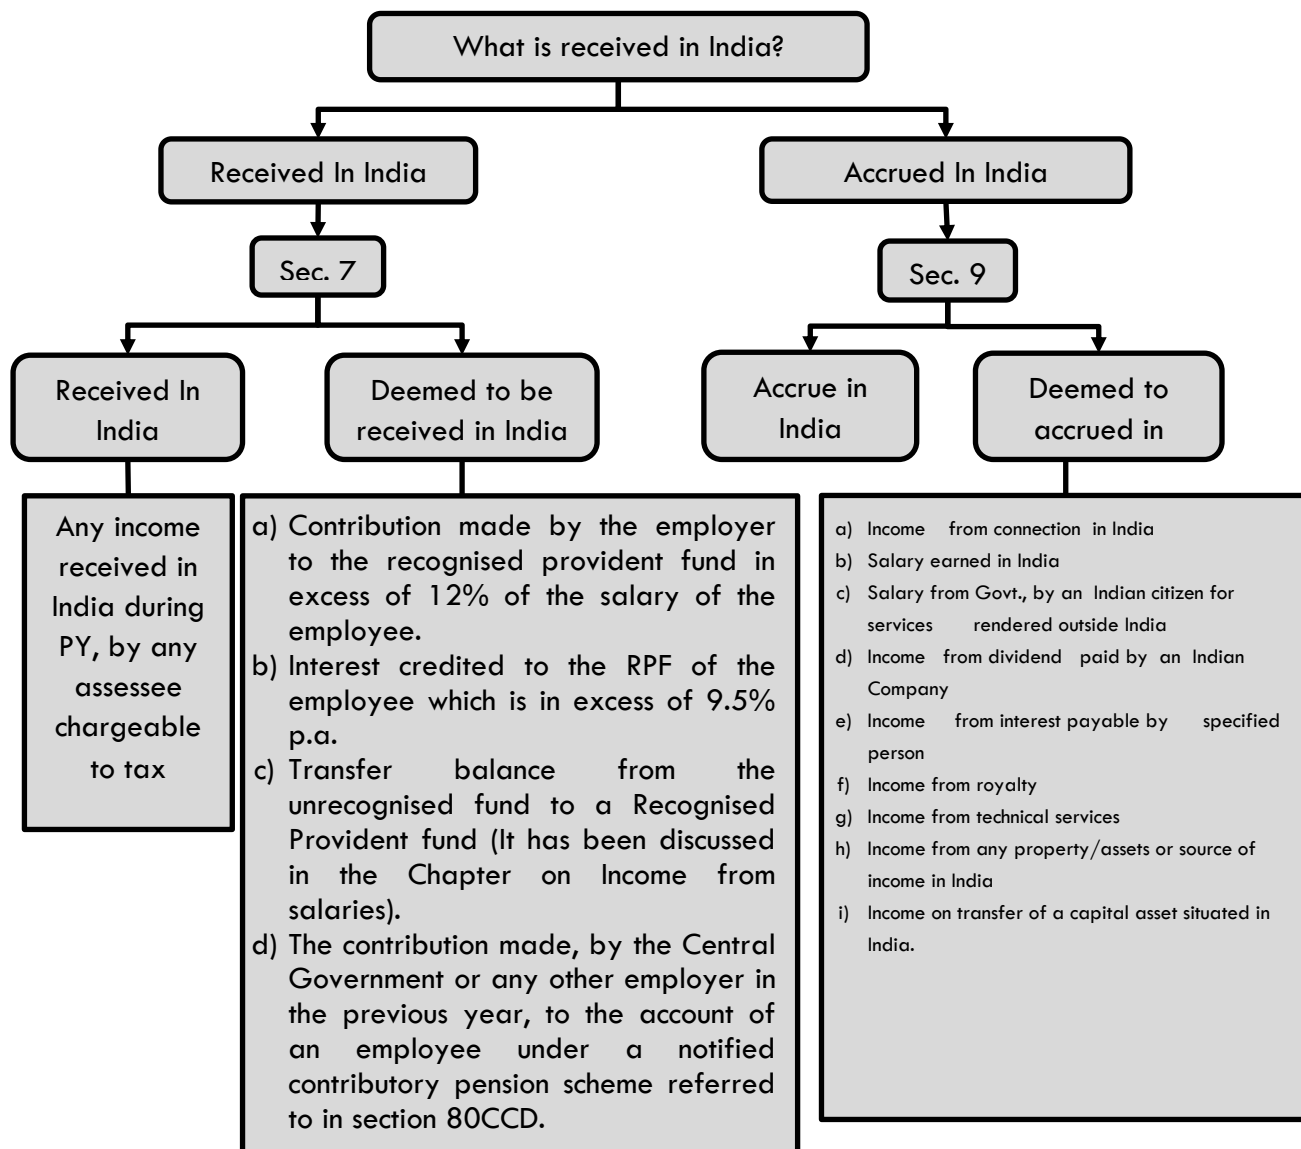 What is received in India?
Received In India
Accrued In India
Sec. 7
Sec. 9
Received In
India
Deemed to be
received in India
Accrue in
India
Deemed to
accrued in
Any income
received in
India during
PY, by any
assessee
chargeable
to tax
a) Contribution made by the employer
to the recognised provident fund in
excess of 12% of the salary of the
employee.
b) Interest credited to the RPF of the
employee which is in excess of 9.5%
p.a.
c) Transfer balance from the
unrecognised fund to a Recognised
Provident fund (It has been discussed
in the Chapter on Income from
salaries).
d) The contribution made, by the Central
Government or any other employer in
the previous year, to the account of
an employee under a notified
contributory pension scheme referred
to in section 80CCD.
a) Income from connection in India
b) Salary earned in India
c) Salary from Govt., by an Indian citizen for
services rendered outside India
d) Income from dividend paid by an Indian
Company
e) Income from interest payable by specified
person
f) Income from royalty
g) Income from technical services
h) Income from any property/assets or source of
income in India
i) Income on transfer of a capital asset situated in
India.